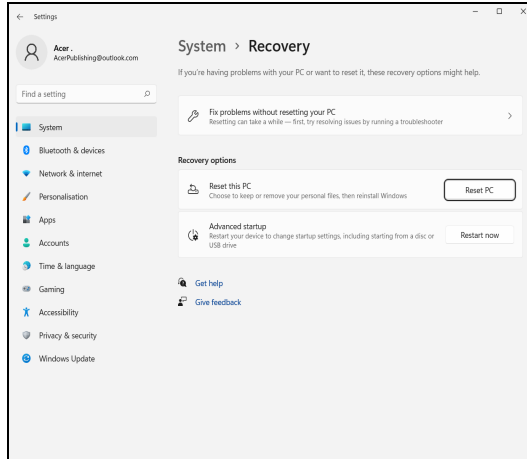 Settings
Acer .
AcerPublishing@outlook.com
Find a setting
System
Bluetooth & devices
Network & internet
Personalisation
Apps
Accounts
Time & language
Gaming
Accessibility
Privacy & security
Windows Update
System > Recovery
If you're having problems with your PC or want to reset it, these recovery options might help.
Fix problems without resetting your PC
Resetting can take a while — first, try resolving issues by running a troubleshooter
Recovery options
Reset this PC
Choose to keep or remove your personal files, then reinstall Windows
Reset PC
Advanced startup
Restart your device to change startup settings, including starting from a disc or
USB drive
Restart now
Get help
Give feedback